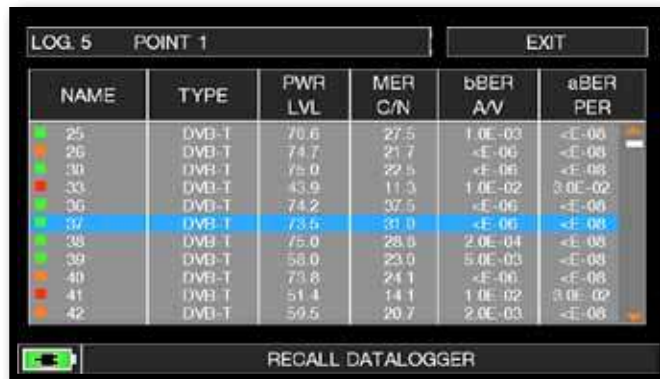 LOG. 5 POINT 1 EXIT
NAME TYPE PWR LVL MER C/N bBER A/V aBER PER
25 DVB-T 70.6 27.5 1.0E-03 <E-08
26 DVB-T 74.7 21.7 <E-06 <E-08
30 DVB-T 75.0 22.5 <E-06 <E-08
33 DVB-T 43.9 11.3 1.0E-02 3.0E-02
36 DVB-T 74.2 37.5 <E-06 <E-08
37 DVB-T 73.5 31.0 <E-06 <E-08
38 DVB-T 75.0 28.8 2.0E-04 <E-08
39 DVB-T 58.0 23.0 5.0E-03 <E-08
40 DVB-T 73.8 24.1 <E-06 <E-08
41 DVB-T 51.4 14.1 1.0E-02 3.0E-02
42 DVB-T 59.5 20.7 2.0E-03 <E-08
RECALL DATALOGGER